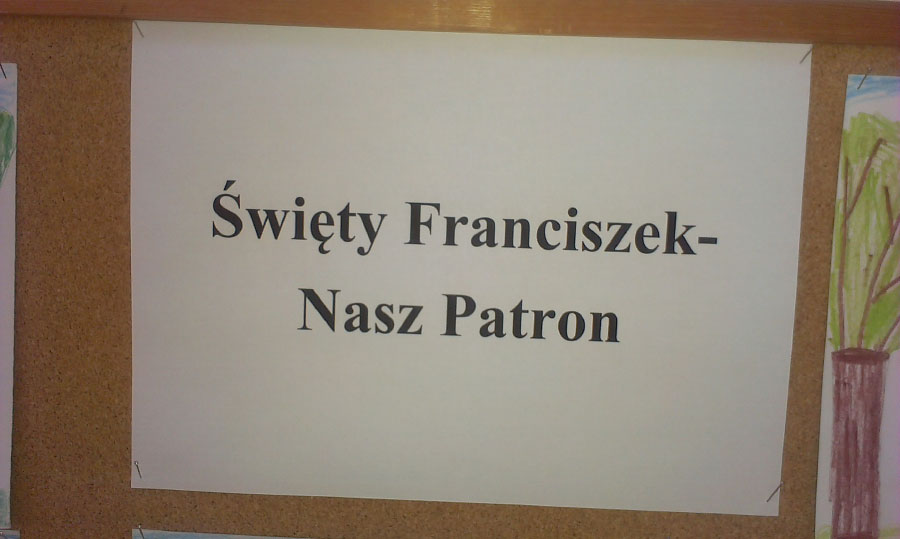 Święty Franciszek-
Nasz Patron